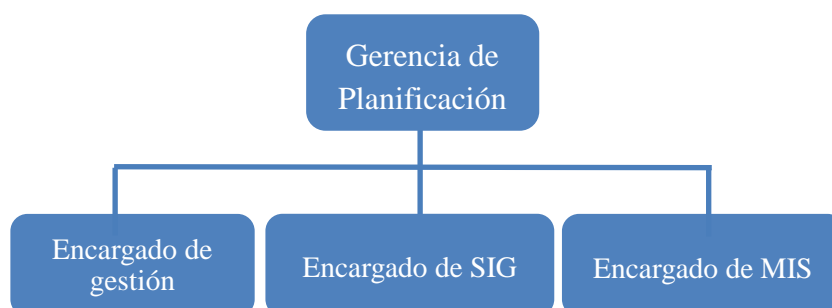 Gerencia de
Planificación
Encargado de
gestión
Encargado de SIG
Encargado de MIS